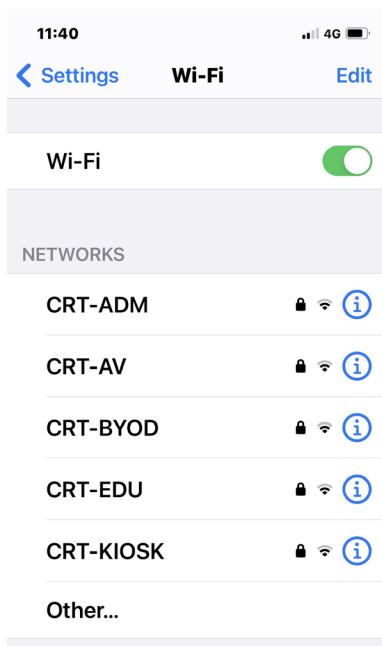 11:40 4G
Settings Wi-Fi Edit
Wi-Fi
NETWORKS
CRT-ADM
CRT-AV
CRT-BYOD
CRT-EDU
CRT-KIOSK
Other...